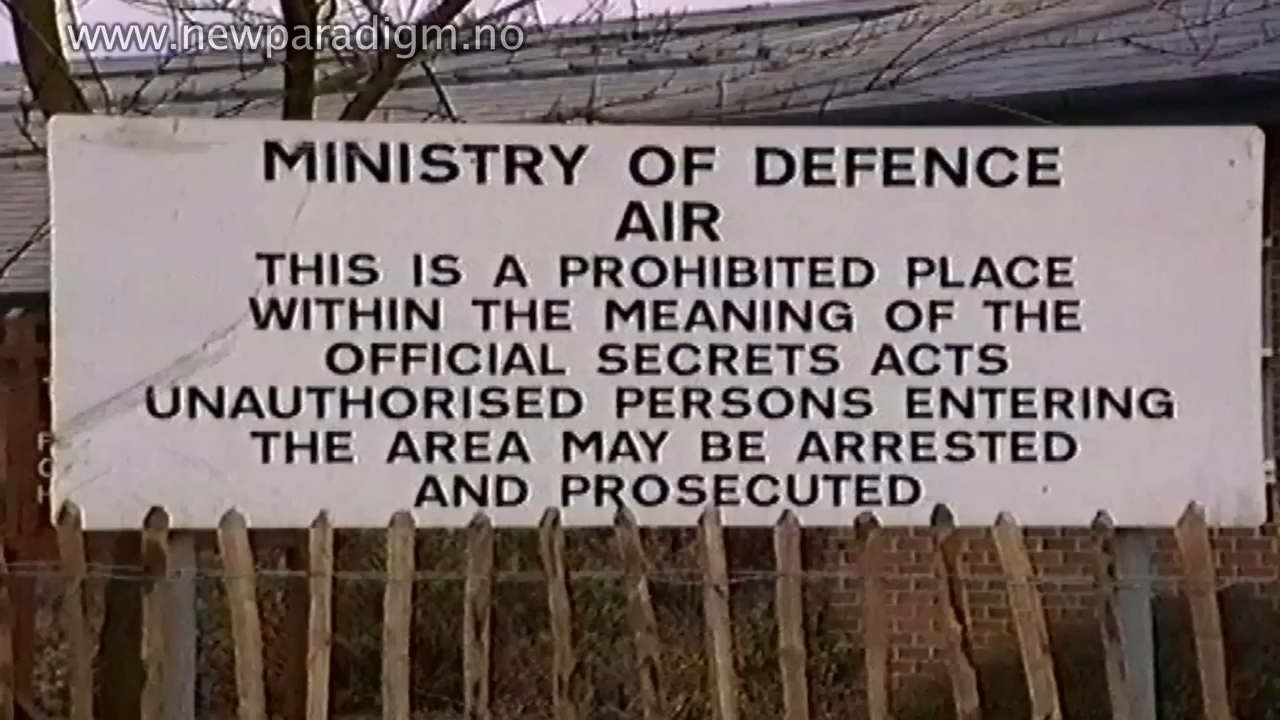 www.newparadigm.no
MINISTRY OF DEFENCE
AIR
THIS IS A PROHIBITED PLACE
WITHIN THE MEANING OF THE
OFFICIAL SECRETS ACTS
UNAUTHORISED PERSONS ENTERING
THE AREA MAY BE ARRESTED
AND PROSECUTED